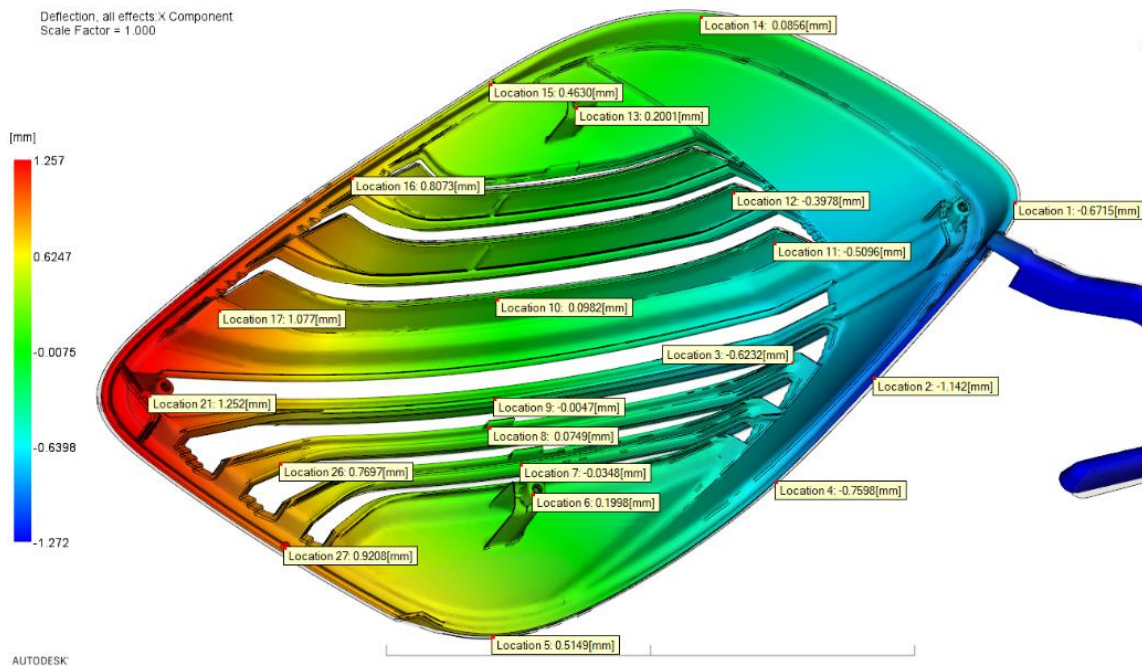 Deflection, all effects:X Component
Scale Factor = 1.000
[mm]
1.257
0.6247
-0.0075
-0.6398
-1.272
Location 14: 0.0856[mm]
Location 15: 0.4630[mm]
Location 13: 0.2001[mm]
Location 16: 0.8073[mm]
Location 12: -0.3978[mm]
Location 1: -0.6715[mm]
Location 11: -0.5096[mm]
Location 10: 0.0982[mm]
Location 17: 1.077[mm]
Location 3: -0.6232[mm]
Location 2: -1.142[mm]
Location 21: 1.252[mm]
Location 9: -0.0047[mm]
Location 8: 0.0749[mm]
Location 26: 0.7697[mm]
Location 7: -0.0348[mm]
Location 4: -0.7598[mm]
Location 6: 0.1998[mm]
Location 27: 0.9208[mm]
Location 5: 0.5149[mm]
AUTODESK